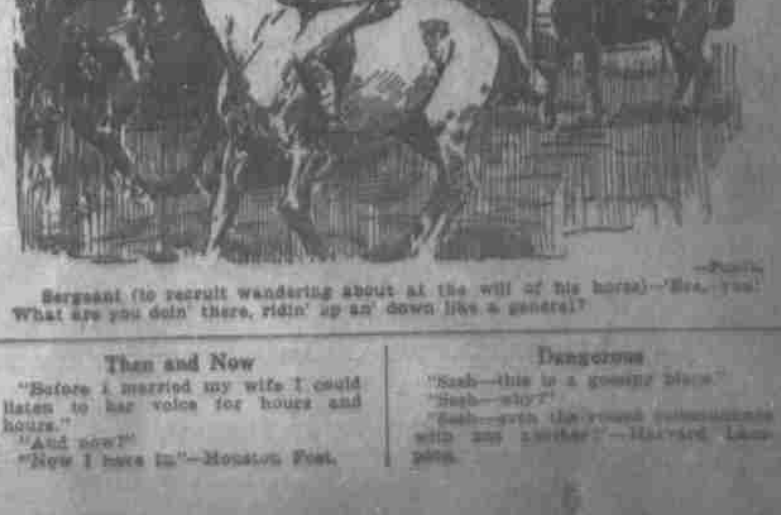 —Punch.
Sergeant (to recruit wandering about at the will of his horse)—'Ere, you!
What are you doin' there, ridin' up an' down like a general?
Then and Now
"Before I married my wife I could
listen to her voice for hours and
hours."
"And now?"
"Now I have to."—Houston Post.
Dangerous
"Sssh—this is a gossipy place."
"Sssh—why?"
"Sssh—
with one another."—Harvard Lam-
poon.